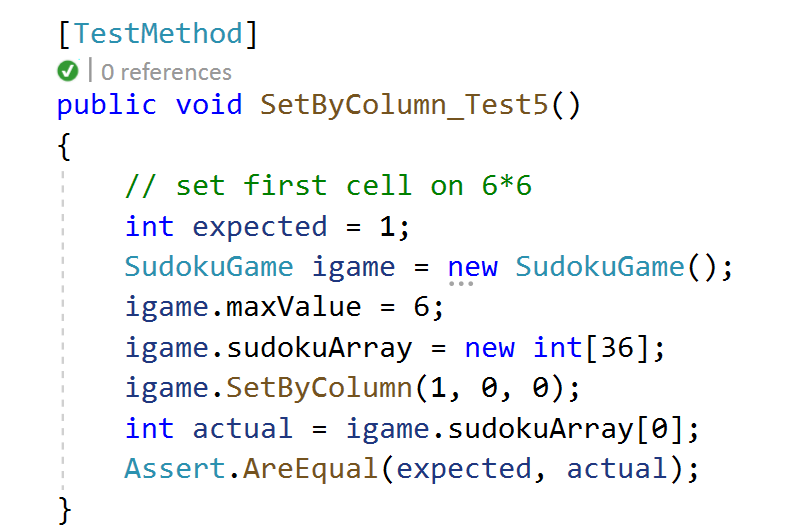 [TestMethod]
0 references
public void SetByColumn_Test5()
{
// set first cell on 6*6
int expected = 1;
SudokuGame igame = new SudokuGame();
igame.maxValue = 6;
igame.sudokuArray = new int[36];
igame.SetByColumn(1, 0, 0);
int actual = igame.sudokuArray[0];
Assert.AreEqual(expected, actual);
}